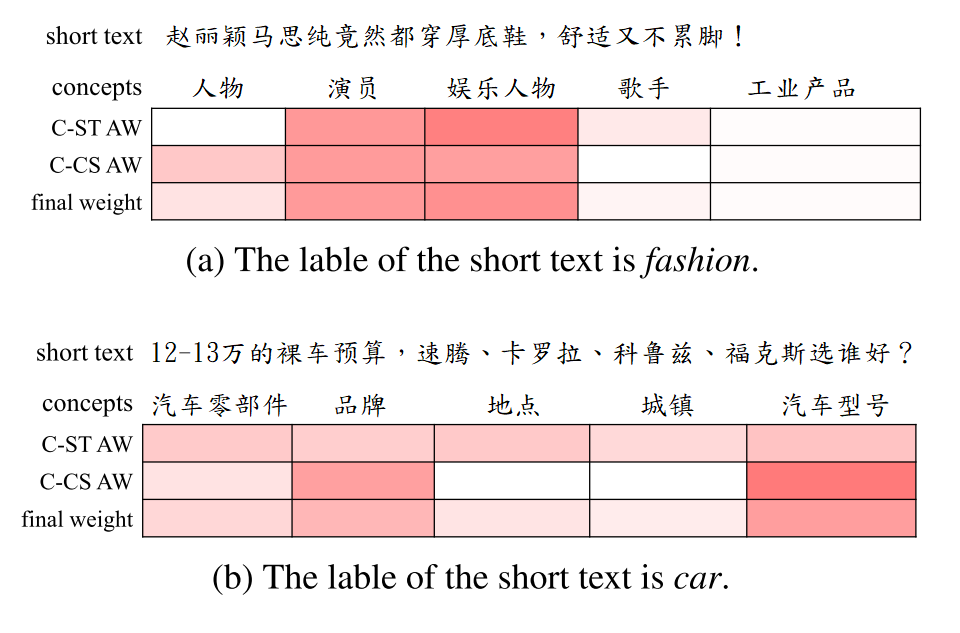 short text 赵丽颖马思纯竟然都穿厚底鞋，舒适又不累脚！
concepts 人物 演员 娱乐人物 歌手 工业产品
C-ST AW
C-CS AW
final weight
(a) The lable of the short text is fashion.
short text 12-13万的裸车预算，速腾、卡罗拉、科鲁兹、福克斯选谁好？
concepts 汽车零部件 品牌 地点 城镇 汽车型号
C-ST AW
C-CS AW
final weight
(b) The lable of the short text is car.